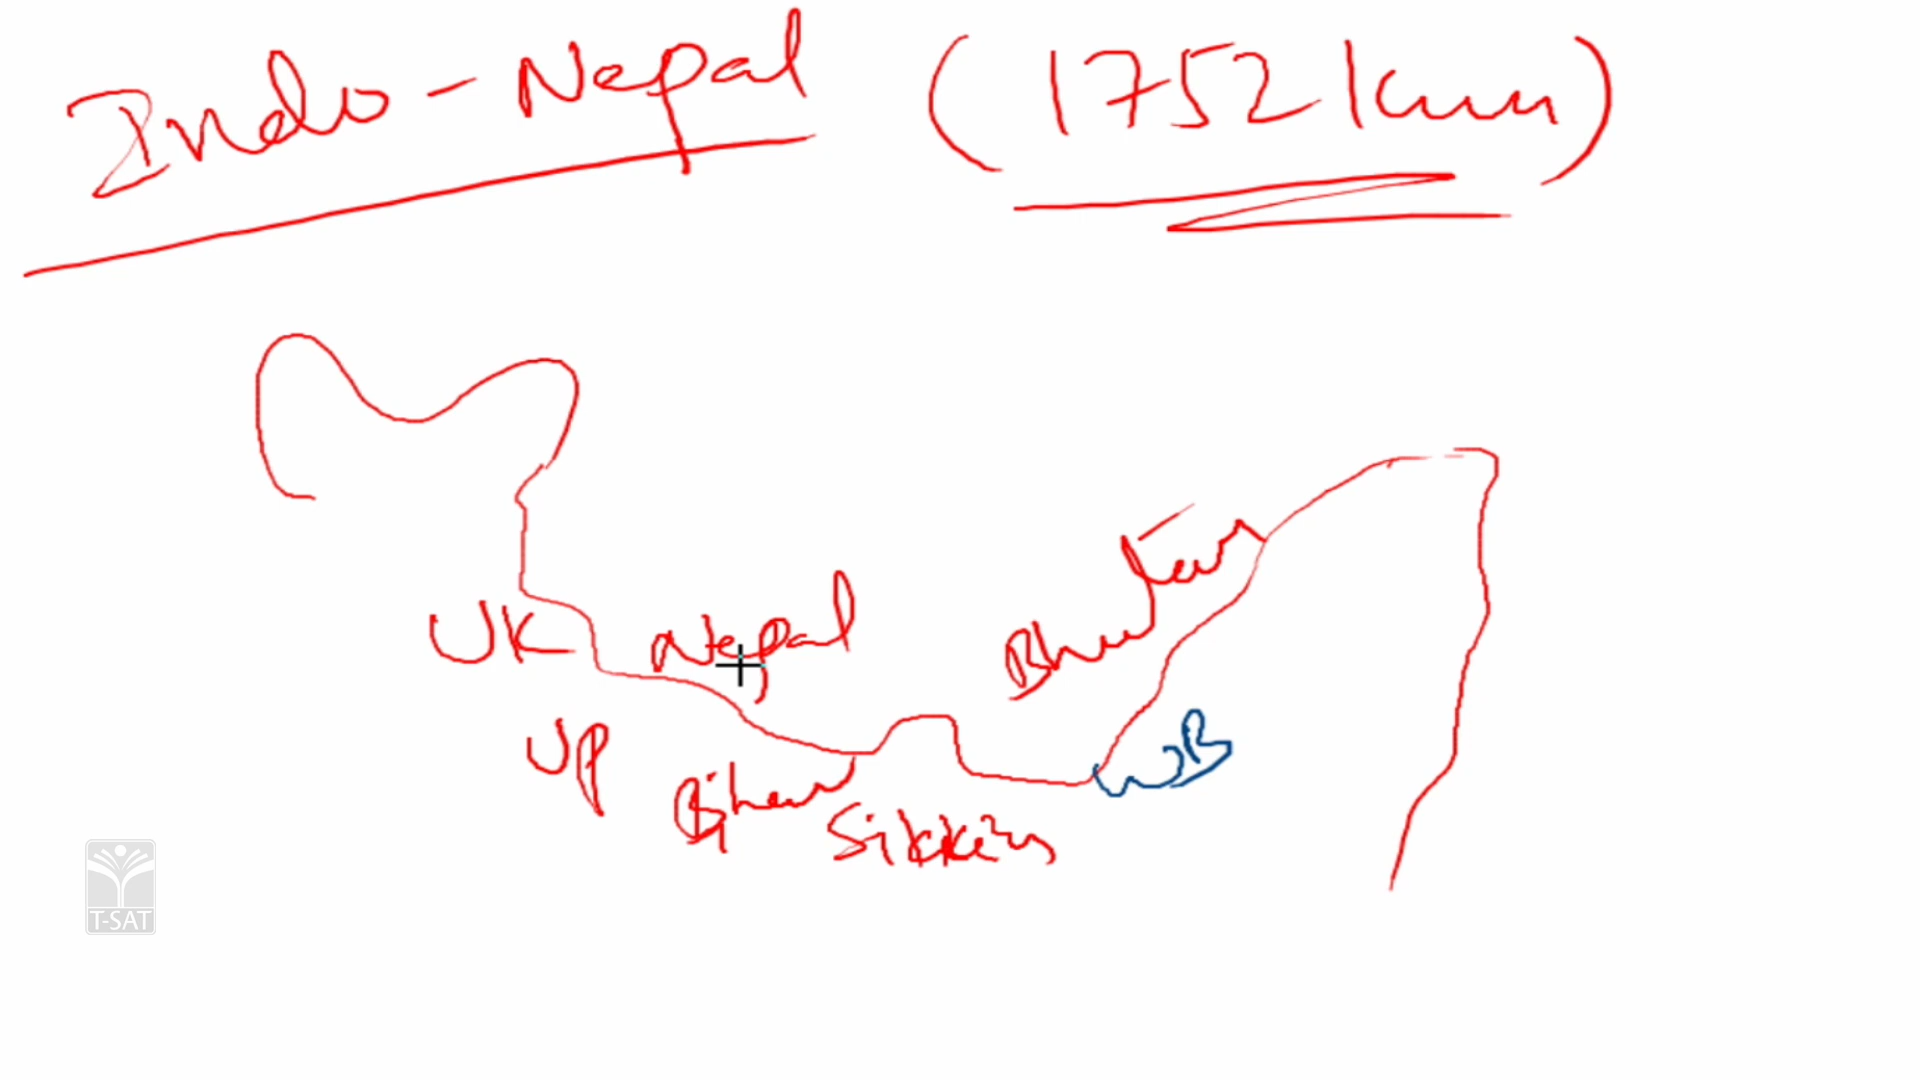 Indo-Nepal (1752 km)
Bhutan
UK Nepal
UP WB
Bihar Sikkim
T-SAT